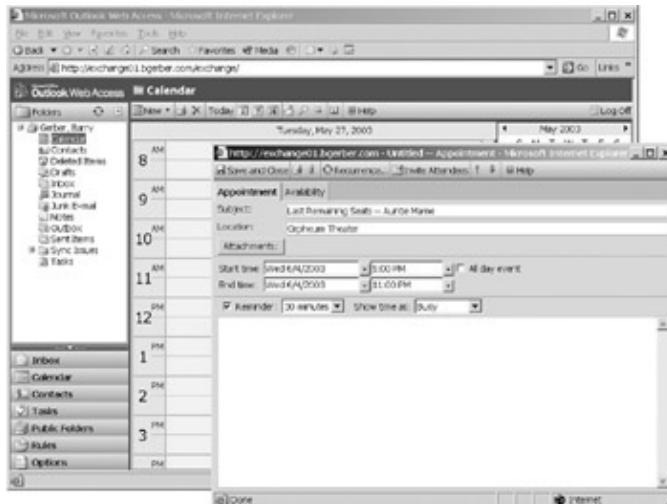 Microsoft Outlook Web Access - Microsoft Internet Explorer
File Edit View Favorites Tools Help
Back Search Favorites Media
Address http://exchange01.bgerber.com/exchange/ Go Links »
Outlook Web Access Calendar
Folders New Today Help Log Off
Gerber, Barry
Calendar
Contacts
Deleted Items
Drafts
Inbox
Journal
Junk E-mail
Notes
Outbox
Sent Items
Sync Issues
Tasks
Inbox
Calendar
Contacts
Tasks
Public Folders
Rules
Options
Tuesday, May 27, 2003
May 2003
S M T W T F S
8 AM
9 AM
10 AM
11 AM
12 PM
1 PM
2 PM
3 PM
PM
http://exchange01.bgerber.com - Untitled -- Appointment - Microsoft Internet Explorer
Save and Close Recurrence... Invite Attendees Help
Appointment Availability
Subject: Last Remaining Seats -- Auntie Mame
Location: Orpheum Theater
Attachments:
Start time: Wed 6/4/2003 5:00 PM All day event
End time: Wed 6/4/2003 11:00 PM
Reminder: 30 minutes Show time as: Busy
Done Internet